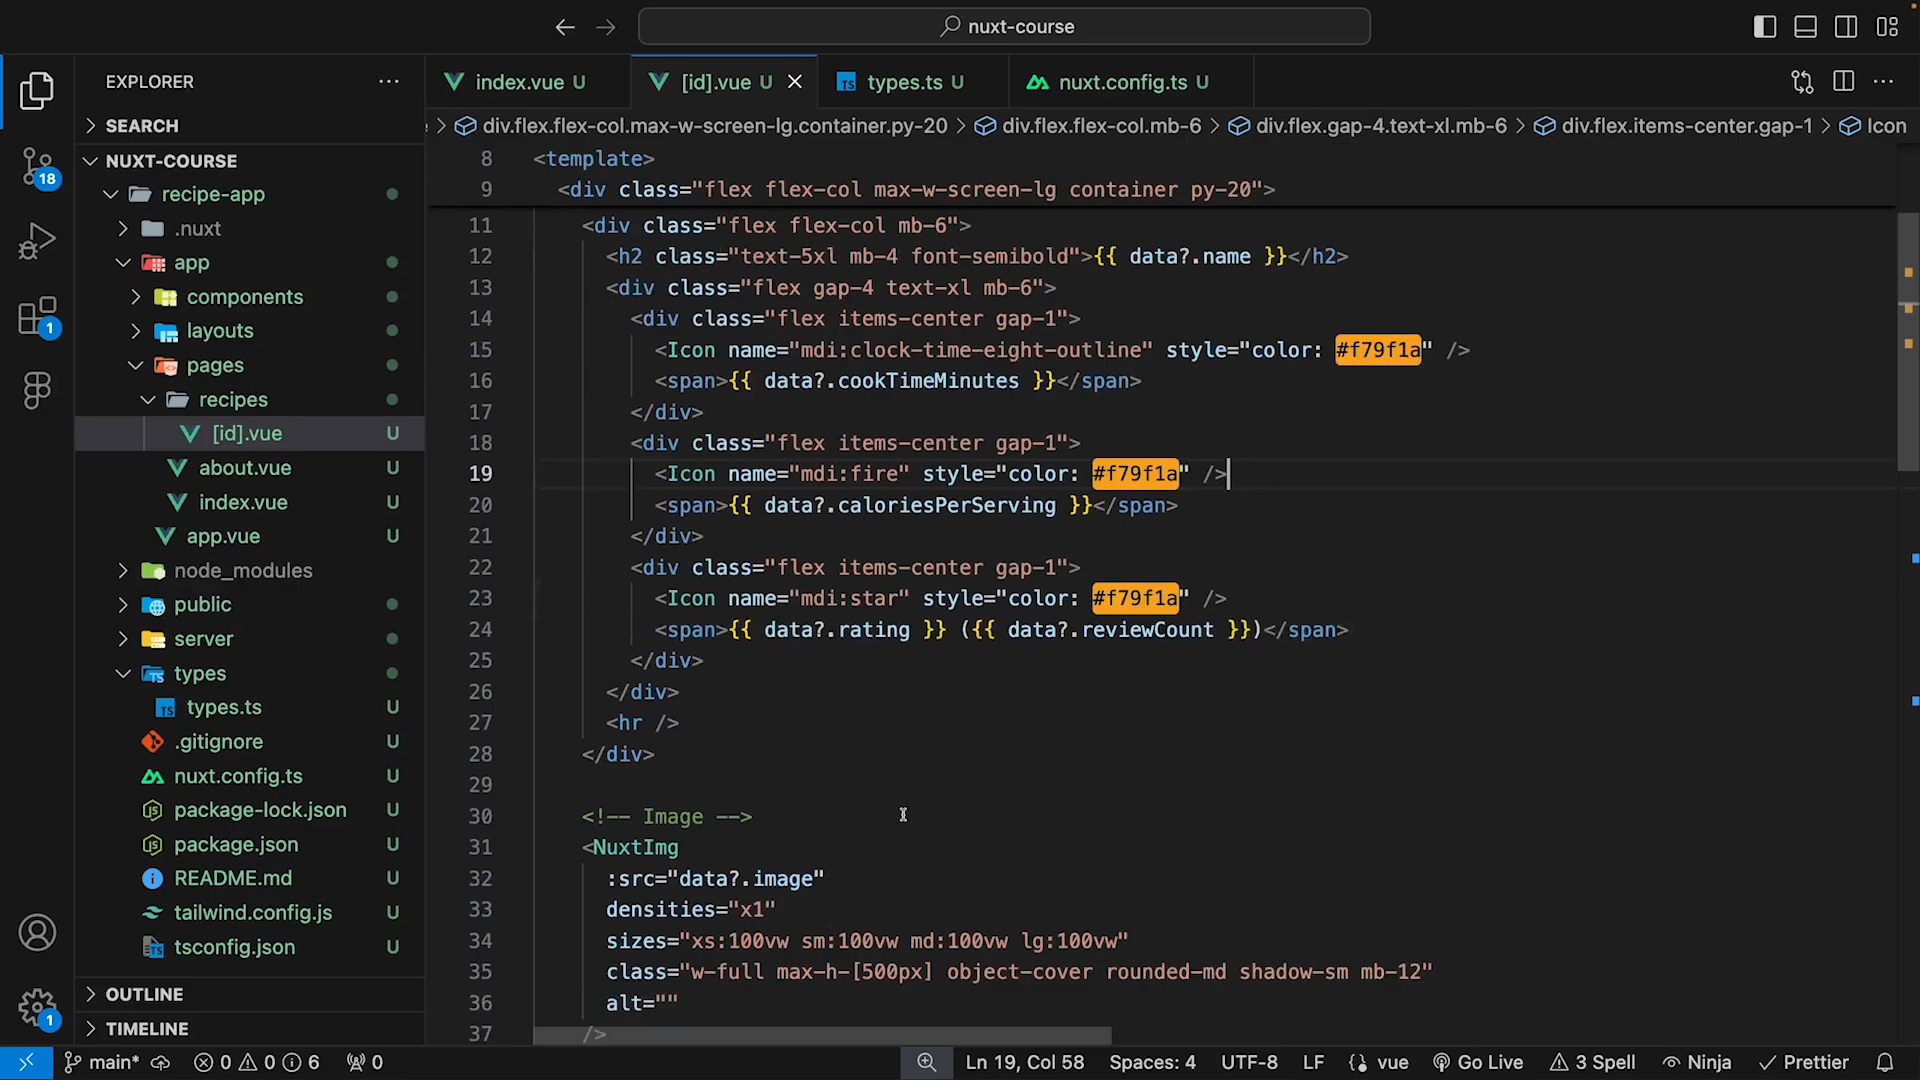 nuxt-course
EXPLORER
index.vue U
[id].vue U
types.ts U
nuxt.config.ts U
div.flex.flex-col.max-w-screen-lg.container.py-20 > div.flex.flex-col.mb-6 > div.flex.gap-4.text-xl.mb-6 > div.flex.items-center.gap-1 > Icon
SEARCH
NUXT-COURSE
recipe-app
.nuxt
app
components
layouts
pages
recipes
[id].vue U
about.vue U
index.vue U
app.vue U
node_modules
public
server
types
types.ts U
.gitignore U
nuxt.config.ts U
package-lock.json U
package.json U
README.md U
tailwind.config.js U
tsconfig.json U
OUTLINE
TIMELINE
18
1
1
8 <template>
9 <div class="flex flex-col max-w-screen-lg container py-20">
11 <div class="flex flex-col mb-6">
12 <h2 class="text-5xl mb-4 font-semibold">{{ data?.name }}</h2>
13 <div class="flex gap-4 text-xl mb-6">
14 <div class="flex items-center gap-1">
15 <Icon name="mdi:clock-time-eight-outline" style="color: #f79f1a" />
16 <span>{{ data?.cookTimeMinutes }}</span>
17 </div>
18 <div class="flex items-center gap-1">
19 <Icon name="mdi:fire" style="color: #f79f1a" />
20 <span>{{ data?.caloriesPerServing }}</span>
21 </div>
22 <div class="flex items-center gap-1">
23 <Icon name="mdi:star" style="color: #f79f1a" />
24 <span>{{ data?.rating }} ({{ data?.reviewCount }})</span>
25 </div>
26 </div>
27 <hr />
28 </div>
29
30 <!-- Image -->
31 <NuxtImg
32 :src="data?.image"
33 densities="x1"
34 sizes="xs:100vw sm:100vw md:100vw lg:100vw"
35 class="w-full max-h-[500px] object-cover rounded-md shadow-sm mb-12"
36 alt=""
37 />
main* 0 0 6 0 Ln 19, Col 58 Spaces: 4 UTF-8 LF vue Go Live 3 Spell Ninja Prettier